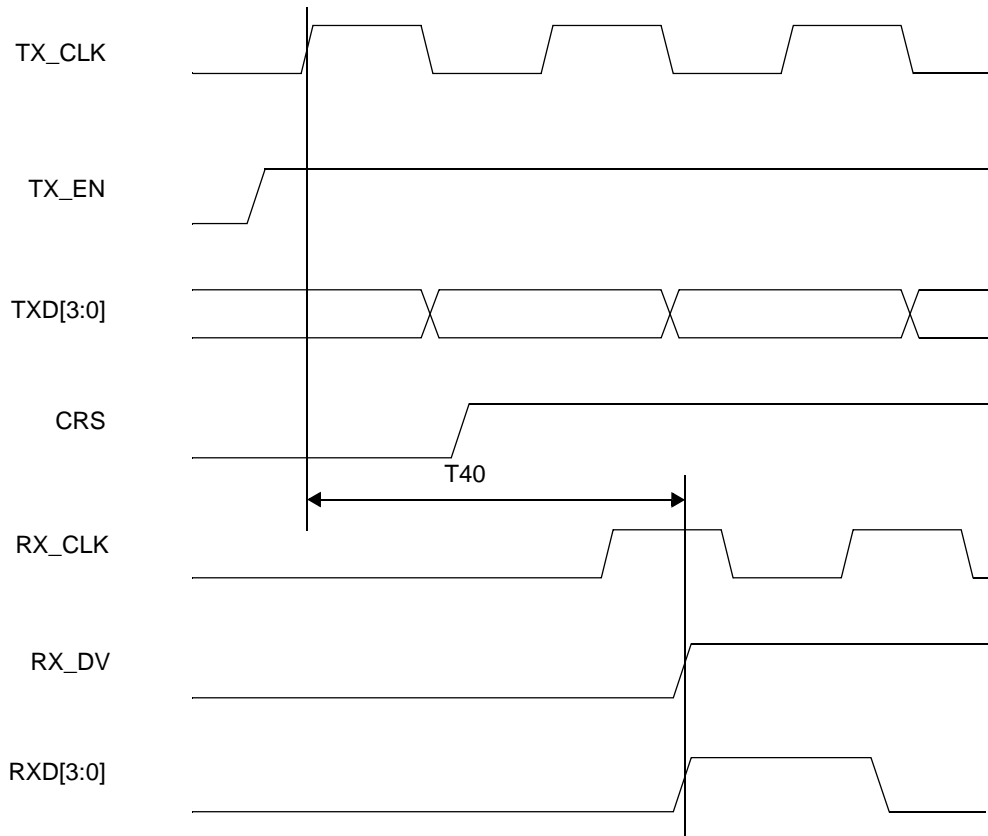 TX_CLK
TX_EN
TXD[3:0]
CRS
T40
RX_CLK
RX_DV
RXD[3:0]